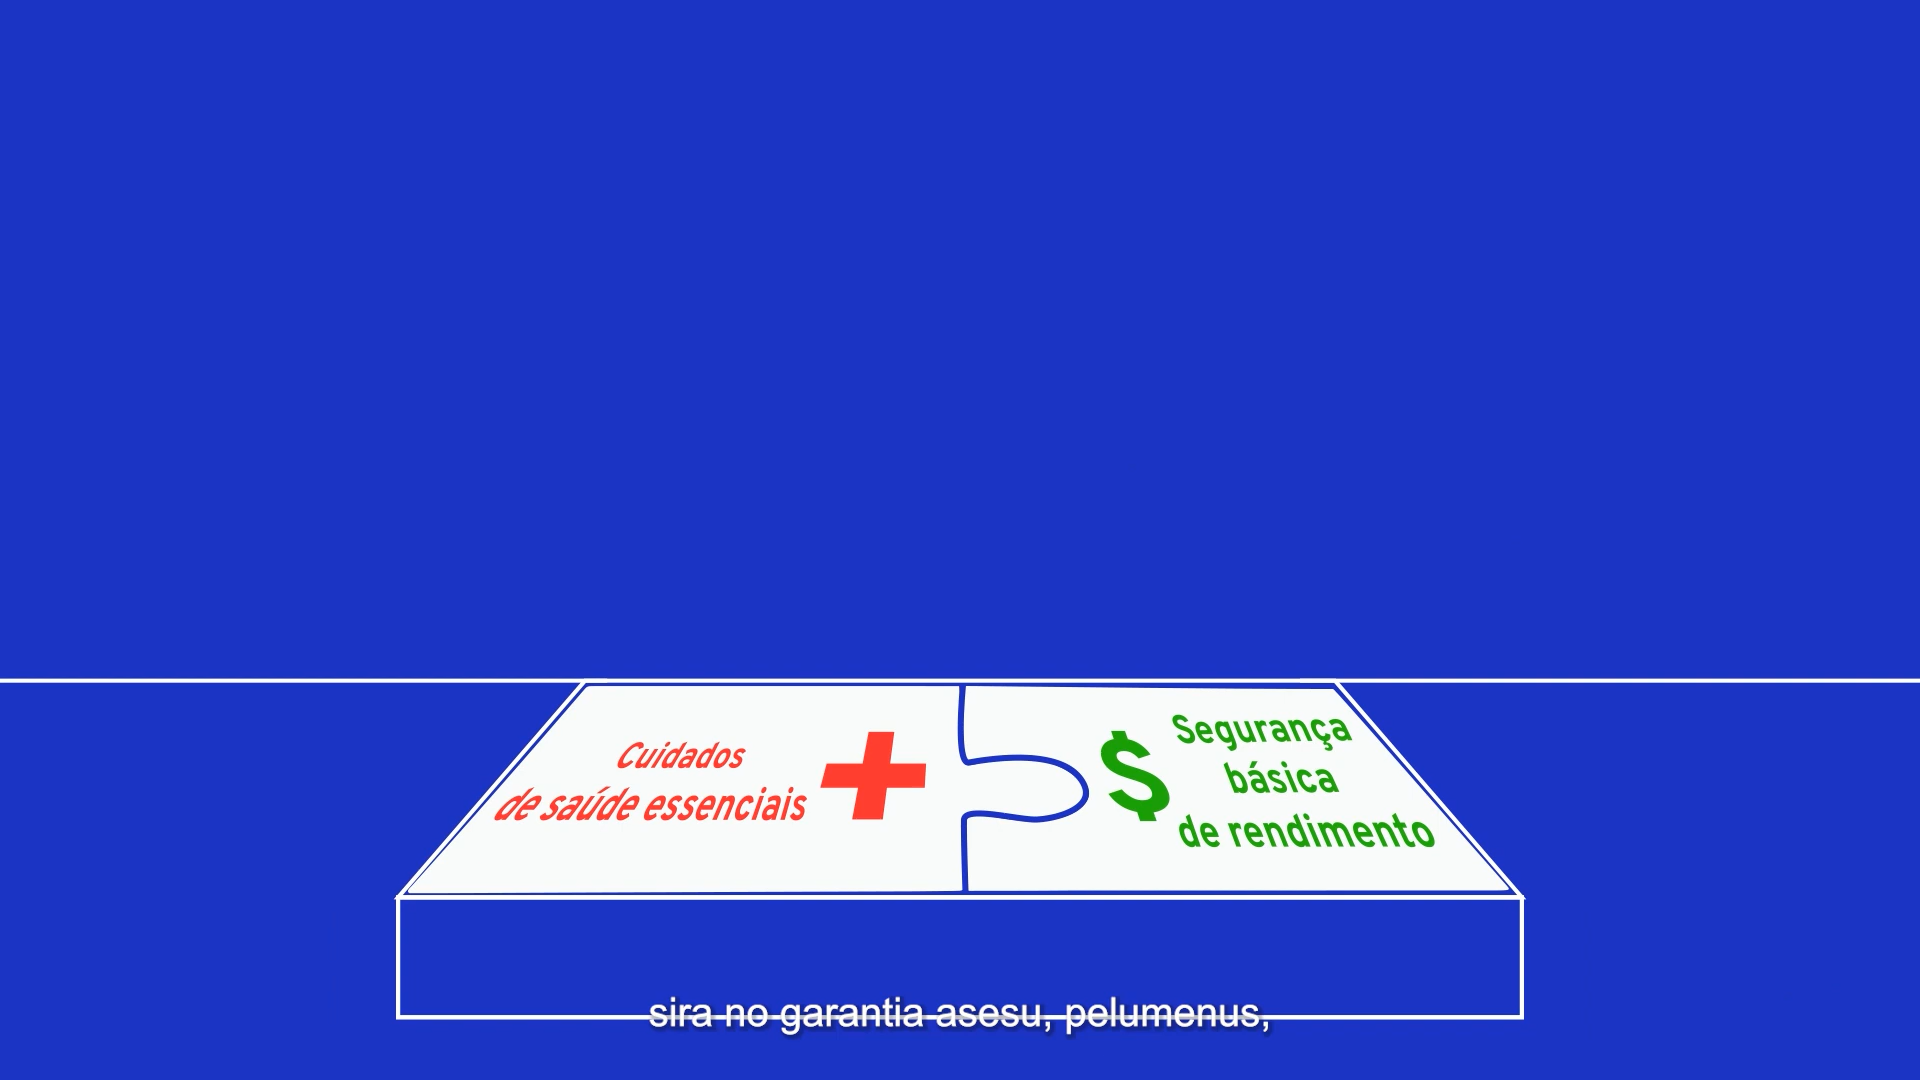 Cuidados
de saúde essenciais
Segurança
básica
de rendimento
sira no garantia asesu, pelumenus,